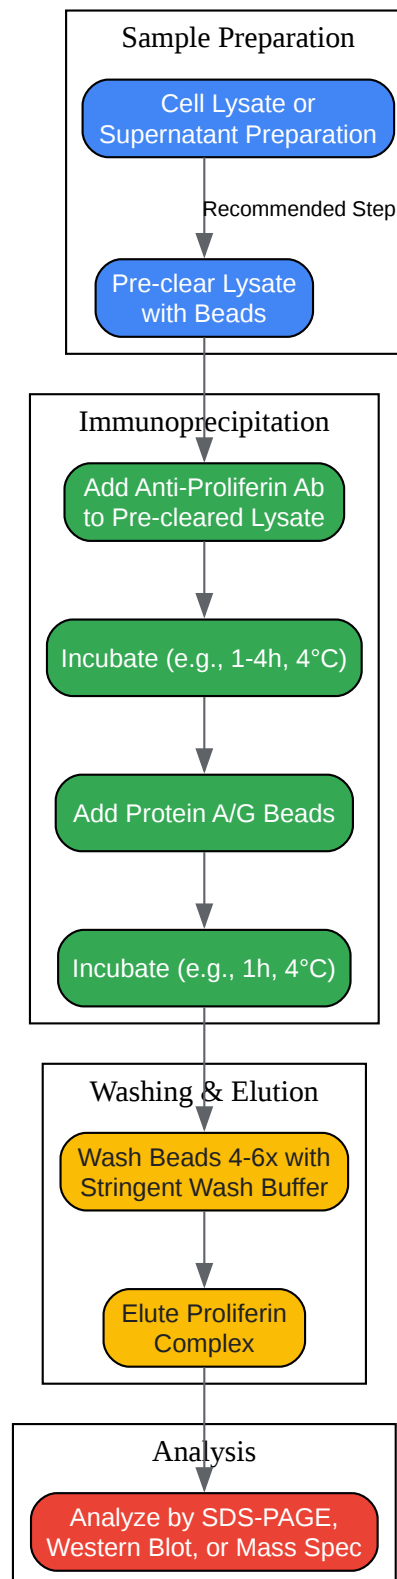 Sample Preparation
Cell Lysate or
Supernatant Preparation
Recommended Step
Pre-clear Lysate
with Beads
Immunoprecipitation
Add Anti-Proliferin Ab
to Pre-cleared Lysate
Incubate (e.g., 1-4h, 4°C)
Add Protein A/G Beads
Incubate (e.g., 1h, 4°C)
Washing & Elution
Wash Beads 4-6x with
Stringent Wash Buffer
Elute Proliferin
Complex
Analysis
Analyze by SDS-PAGE,
Western Blot, or Mass Spec